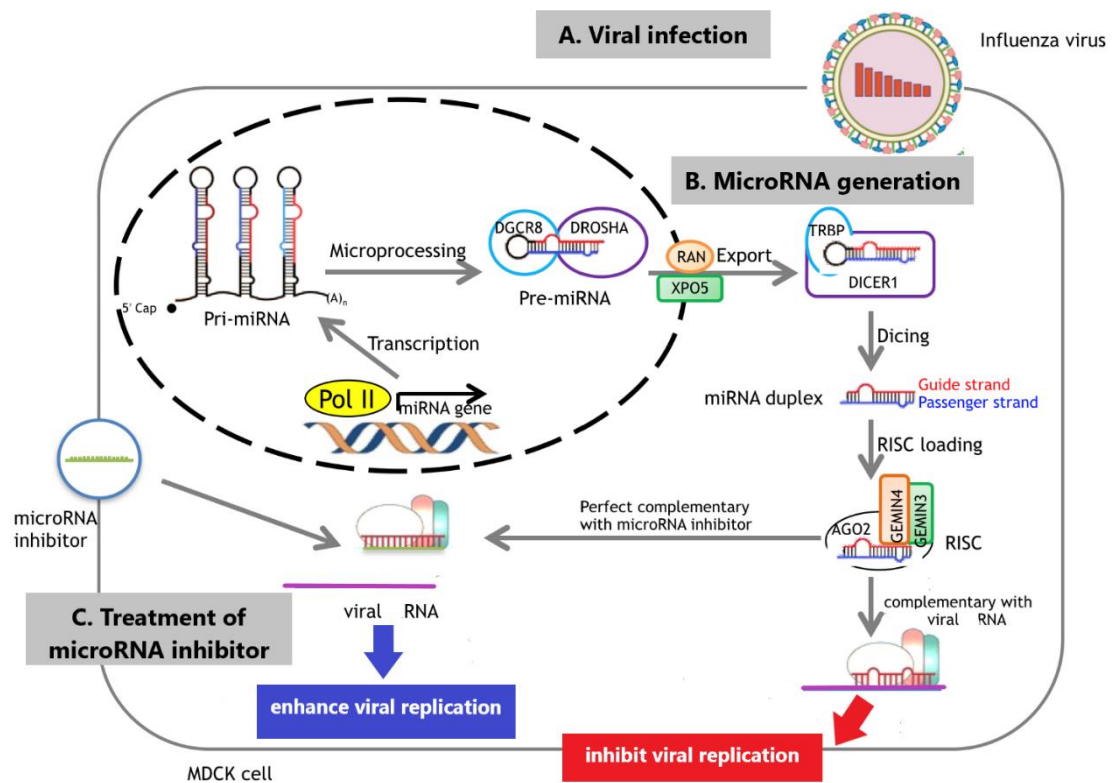 A. Viral infection
Influenza virus
B. MicroRNA generation
DGCR8
DROSHA
TRBP
Microprocessing
RAN
Export
XPO5
DICER1
Pre-miRNA
5' Cap
(A)n
Pri-miRNA
Transcription
Dicing
Pol II
miRNA gene
miRNA duplex
Guide strand
Passenger strand
RISC loading
microRNA
inhibitor
Perfect complementary
with microRNA inhibitor
AGO2
GEMIN4
GEMIN3
RISC
C. Treatment of
microRNA inhibitor
viral RNA
complementary with
viral RNA
enhance viral replication
inhibit viral replication
MDCK cell